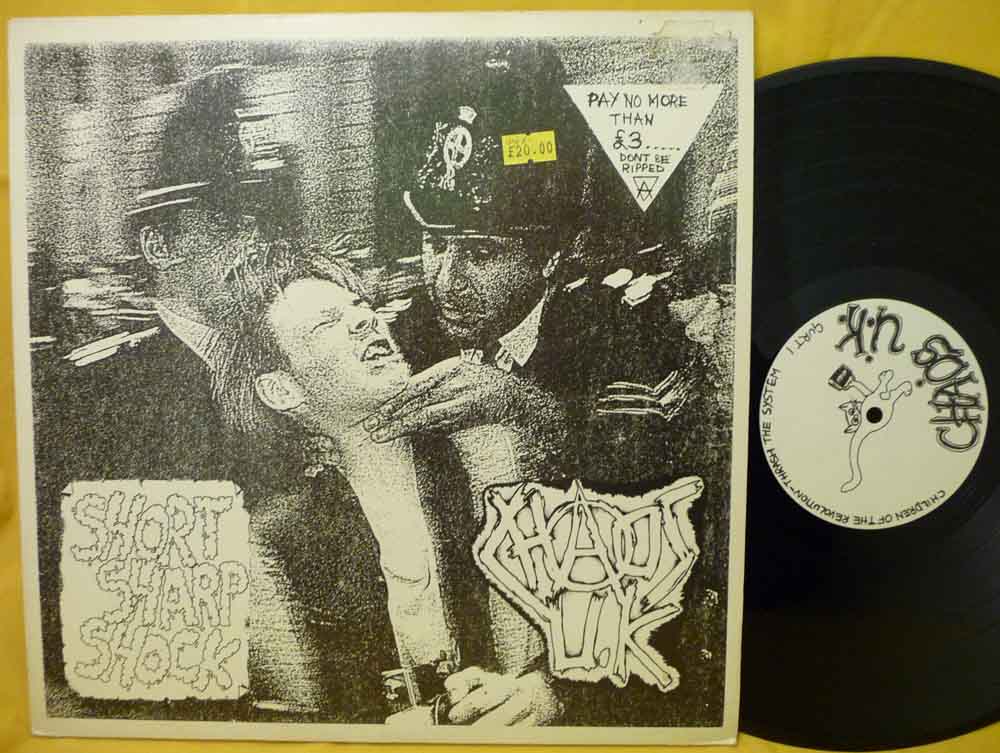 PAY NO MORE
THAN
£3.....
DONT BE
RIPPED
£20.00
SHORT
SHARP
SHOCK
CHAOS
U.K
CHAOS U.K.
CHILDREN OF THE REVOLUTION-THRASH THE SYSTEM
GURT 1